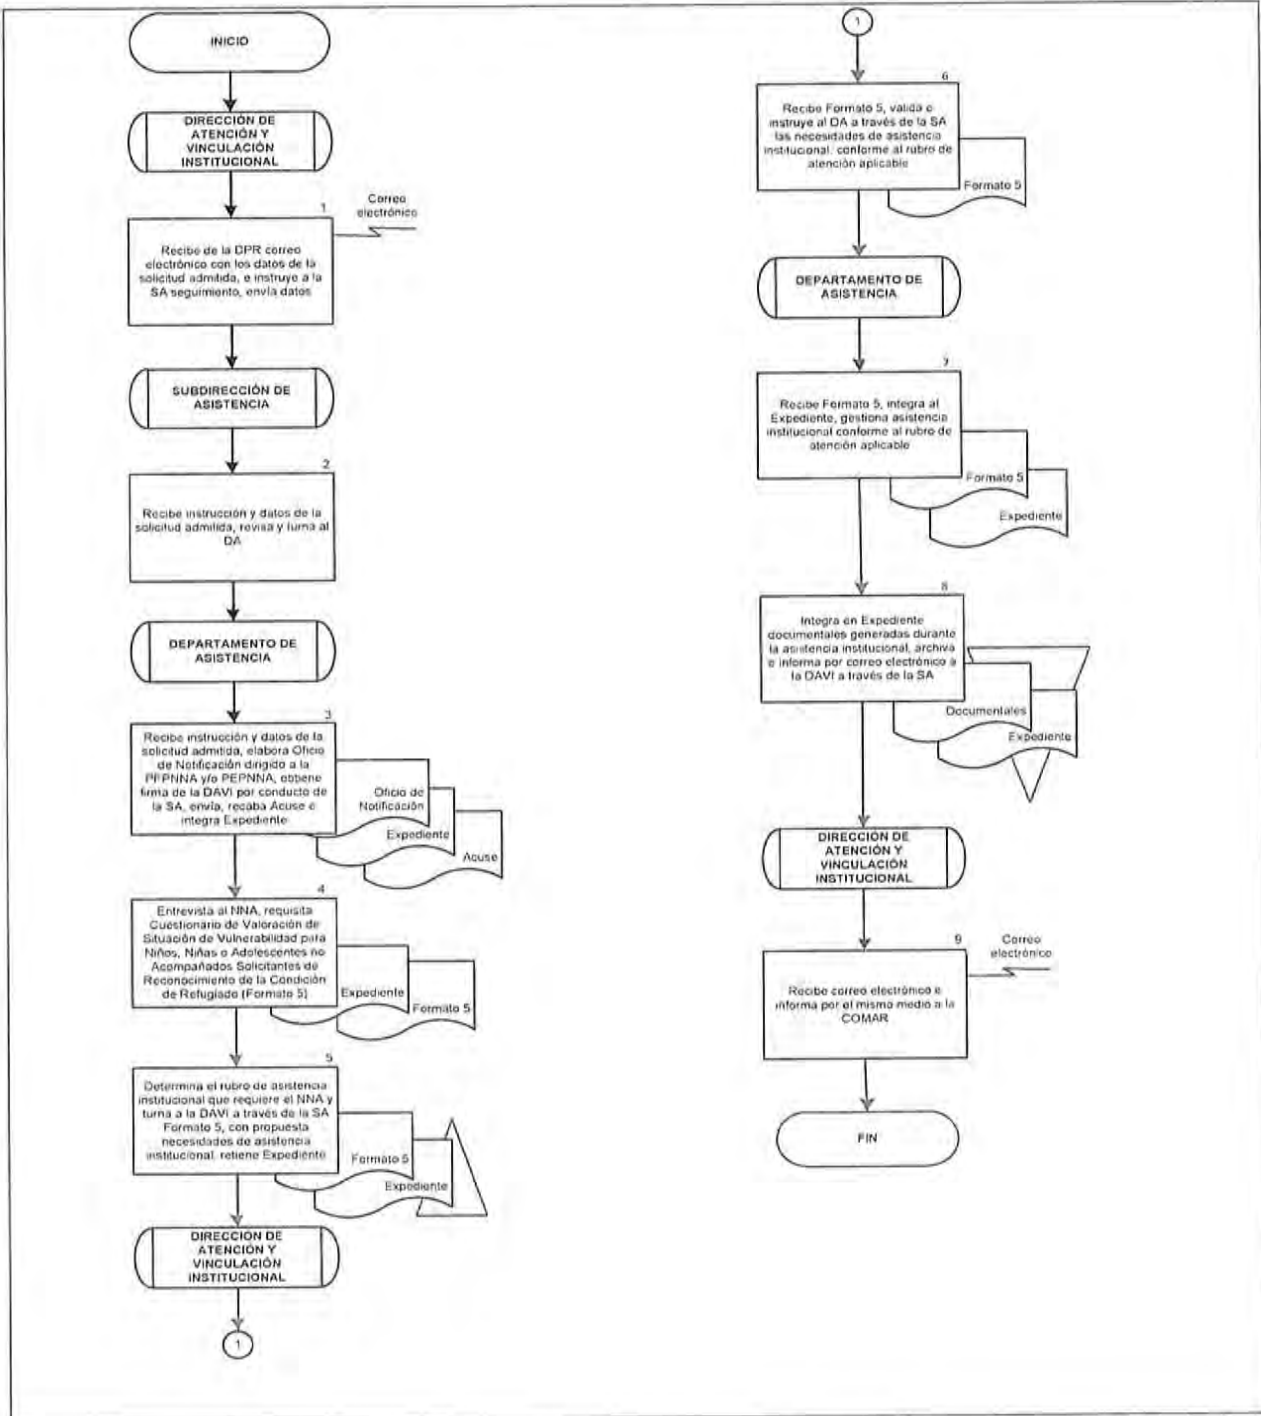 INICIO
DIRECCIÓN DE
ATENCIÓN Y
VINCULACIÓN
INSTITUCIONAL
1
Correo
electrónico
Recibe de la DPR correo
electrónico con los datos de la
solicitud admitida, e instruye a la
SA seguimiento, envía datos
SUBDIRECCIÓN DE
ASISTENCIA
2
Recibe instrucción y datos de la
solicitud admitida, revisa y turna al
DA
DEPARTAMENTO DE
ASISTENCIA
3
Recibe instrucción y datos de la
solicitud admitida, elabora Oficio
de Notificación dirigido a la
PFPNNA y/o PEPNNA, obtiene
firma de la DAVI por conducto de
la SA, envía, recaba Acuse e
integra Expediente
Oficio de
Notificación
Expediente
Acuse
4
Entrevista al NNA, requisita
Cuestionario de Valoración de
Situación de Vulnerabilidad para
Niños, Niñas o Adolescentes no
Acompañados Solicitantes de
Reconocimiento de la Condición
de Refugiado (Formato 5)
Expediente
Formato 5
5
Determina el rubro de asistencia
institucional que requiere el NNA y
turna a la DAVI a través de la SA
Formato 5, con propuesta
necesidades de asistencia
institucional, retiene Expediente
Formato 5
Expediente
DIRECCIÓN DE
ATENCIÓN Y
VINCULACIÓN
INSTITUCIONAL
1
1
6
Recibe Formato 5, valida e
instruye al DA a través de la SA
las necesidades de asistencia
institucional, conforme al rubro de
atención aplicable
Formato 5
DEPARTAMENTO DE
ASISTENCIA
7
Recibe Formato 5, integra al
Expediente, gestiona asistencia
institucional conforme al rubro de
atención aplicable
Formato 5
Expediente
8
Integra en Expediente
documentales generadas durante
la asistencia institucional, archiva
e informa por correo electrónico a
la DAVI a través de la SA
Documentales
Expediente
DIRECCIÓN DE
ATENCIÓN Y
VINCULACIÓN
INSTITUCIONAL
9
Correo
electrónico
Recibe correo electrónico e
informa por el mismo medio a la
COMAR
FIN